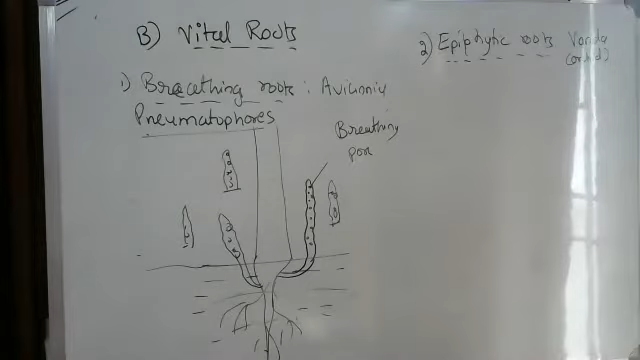 B) Vital Roots
1) Breathing roots : Avicennia
Pneumatophores
Breathing
pore
2) Epiphytic roots Vanda
(orchid)